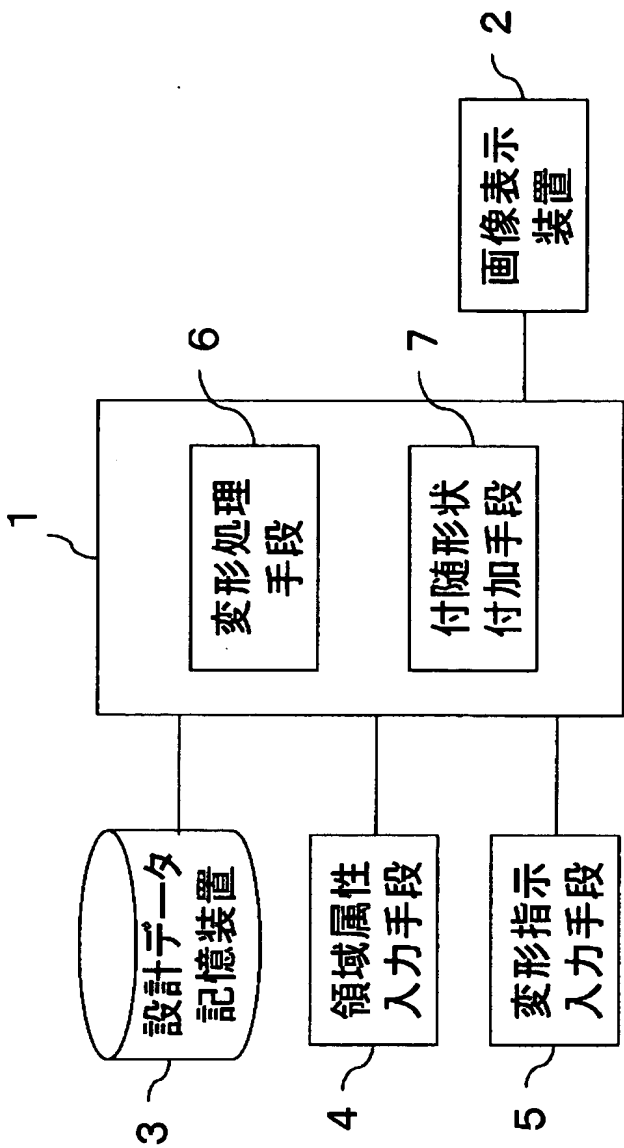 1
設計データ
記憶装置
3
領域属性
入力手段
4
変形指示
入力手段
5
変形処理
手段
6
付随形状
付加手段
7
画像表示
装置
2